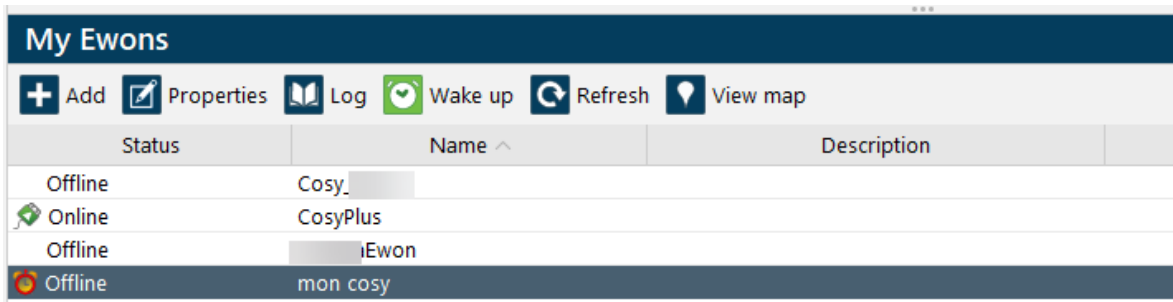 My Ewons
Add Properties Log Wake up Refresh View map
Status Name Description
Offline Cosy_
Online CosyPlus
Offline Ewon
Offline mon cosy